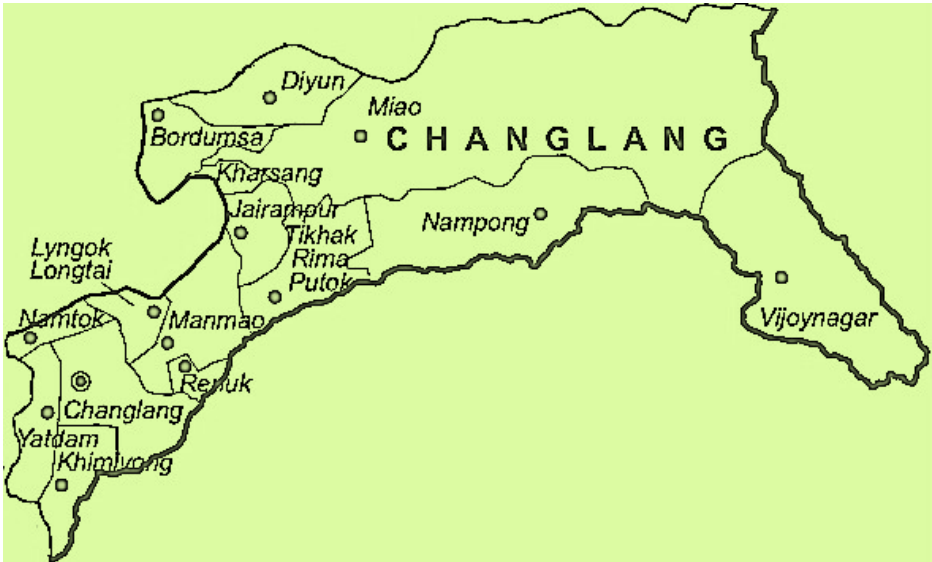 Diyun
Miao
Bordumsa
CHANGLANG
Kharsang
Jairampur
Tikhak
Rima
Putok
Nampong
Lyngok
Longtai
Namtok
Manmao
Vijoynagar
Renuk
Changlang
Yatdam
Khimiyong